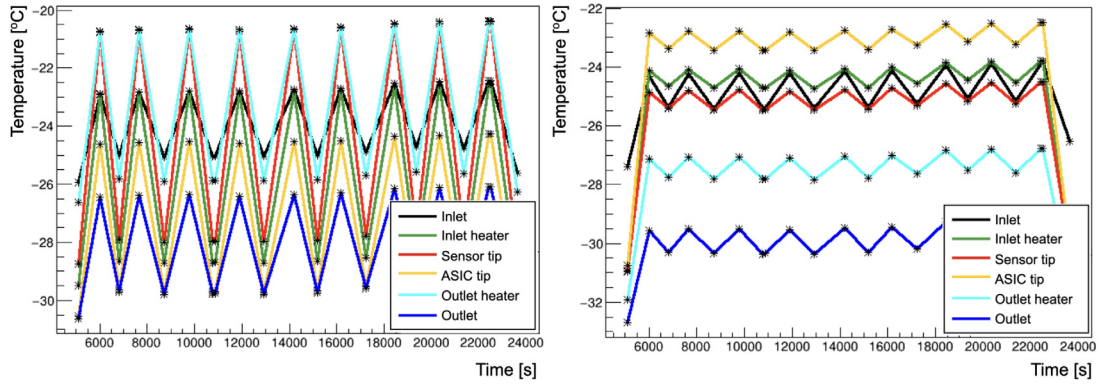 Temperature [°C]
−20
−22
−24
−26
−28
−30
Inlet
Inlet heater
Sensor tip
ASIC tip
Outlet heater
Outlet
6000 8000 10000 12000 14000 16000 18000 20000 22000 24000
Time [s]
Temperature [°C]
−22
−24
−26
−28
−30
−32
Inlet
Inlet heater
Sensor tip
ASIC tip
Outlet heater
Outlet
6000 8000 10000 12000 14000 16000 18000 20000 22000 24000
Time [s]